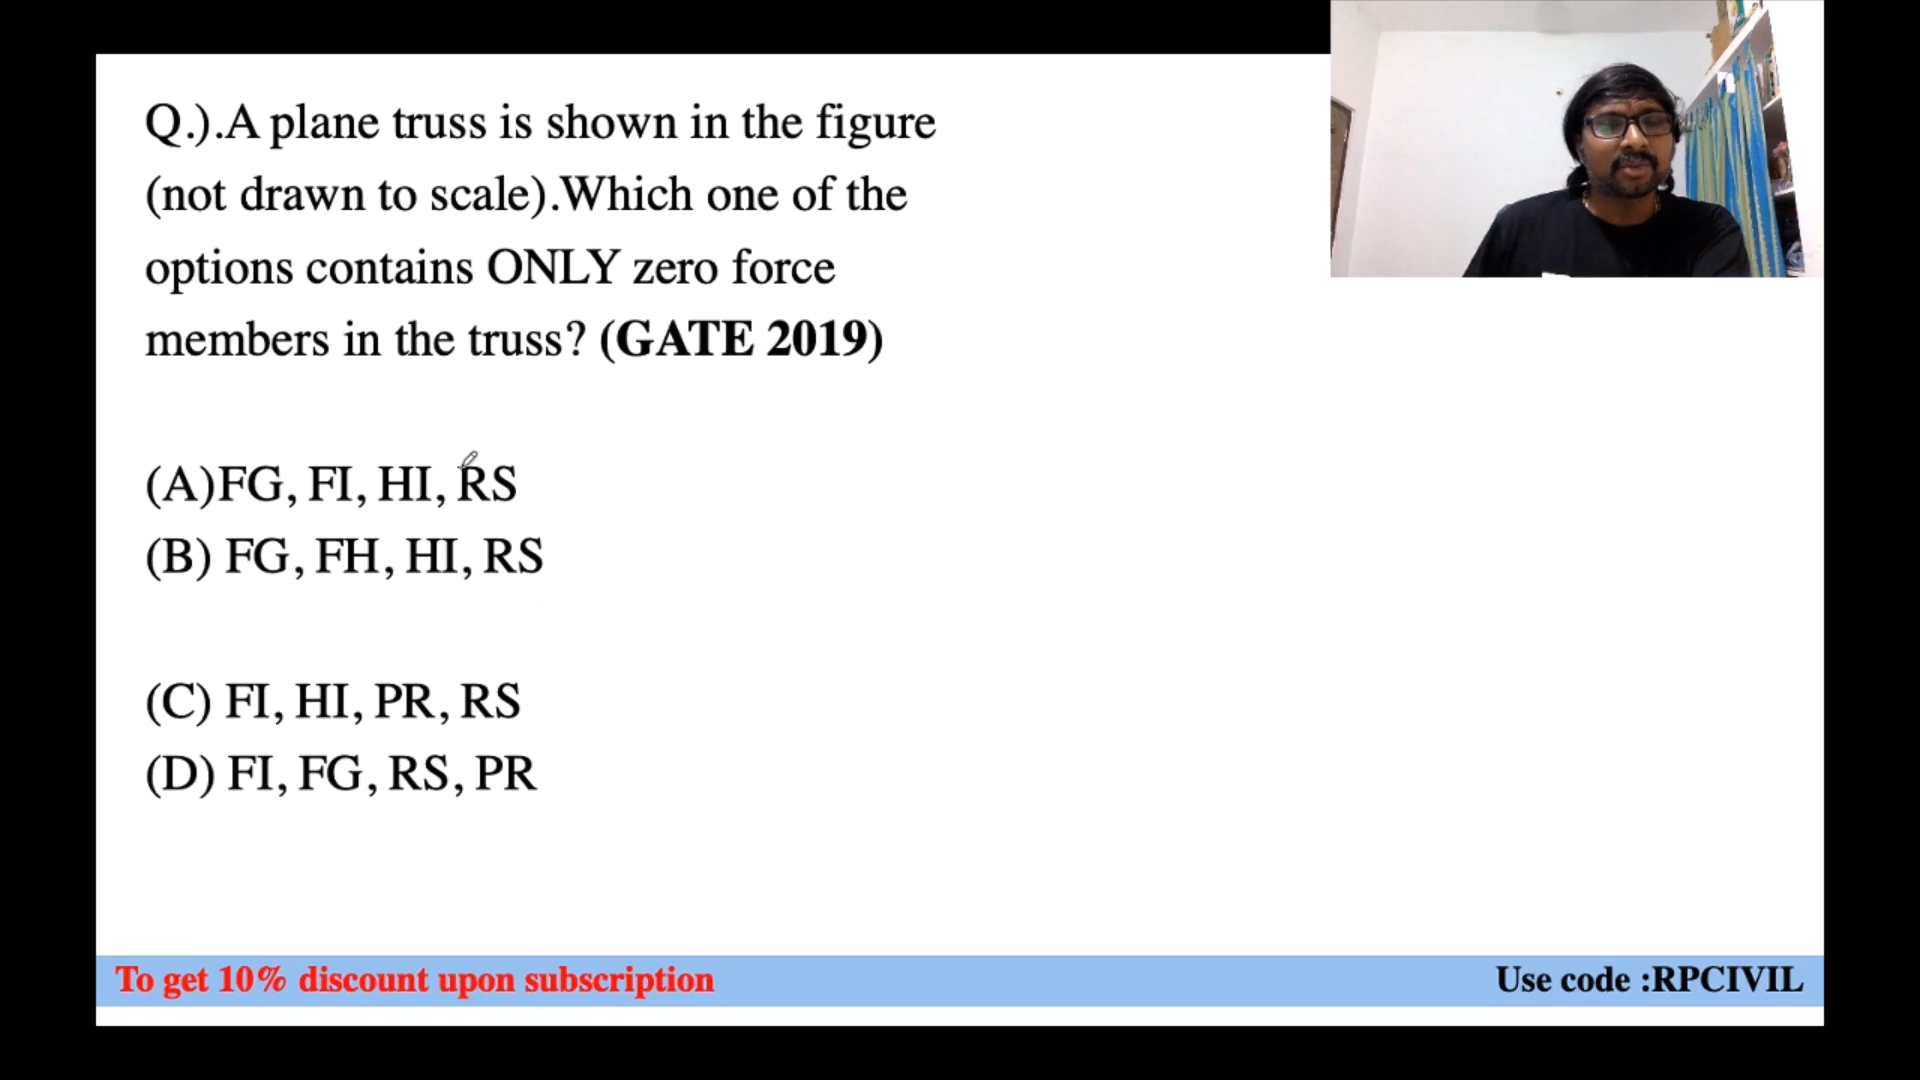 Q.).A plane truss is shown in the figure
(not drawn to scale).Which one of the
options contains ONLY zero force
members in the truss? (GATE 2019)
(A)FG, FI, HI, RS
(B) FG, FH, HI, RS
(C) FI, HI, PR, RS
(D) FI, FG, RS, PR
To get 10% discount upon subscription
Use code :RPCIVIL